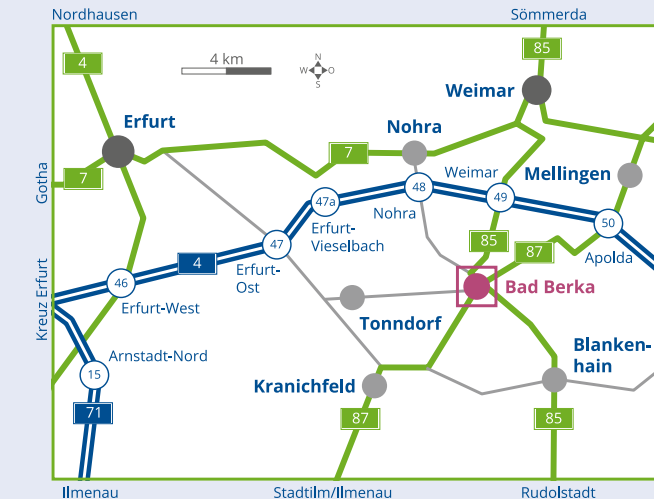 Nordhausen
Sömmerda
4
4 km
N
W
O
S
85
Weimar
Erfurt
Nohra
7
Weimar
Mellingen
Gotha
7
48
47a
49
Nohra
50
Erfurt-
Vieselbach
47
85
87
Apolda
4
Erfurt-
Ost
Kreuz Erfurt
46
Erfurt-West
Bad Berka
Tonndorf
Arnstadt-Nord
15
Blanken-
hain
Kranichfeld
71
87
85
Ilmenau
Stadtilm/Ilmenau
Rudolstadt